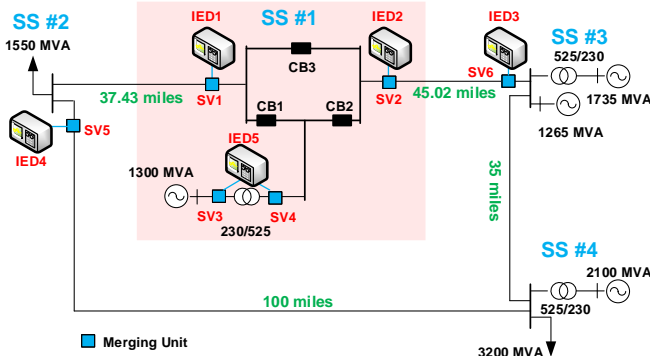 SS #1
SS #2
1550 MVA
IED1
IED2
IED3
SS #3
525/230
CB3
SV1
SV2
SV6
1735 MVA
37.43 miles
45.02 miles
CB1
CB2
1265 MVA
SV5
IED4
IED5
1300 MVA
SV3
SV4
230/525
35 miles
SS #4
2100 MVA
525/230
100 miles
Merging Unit
3200 MVA